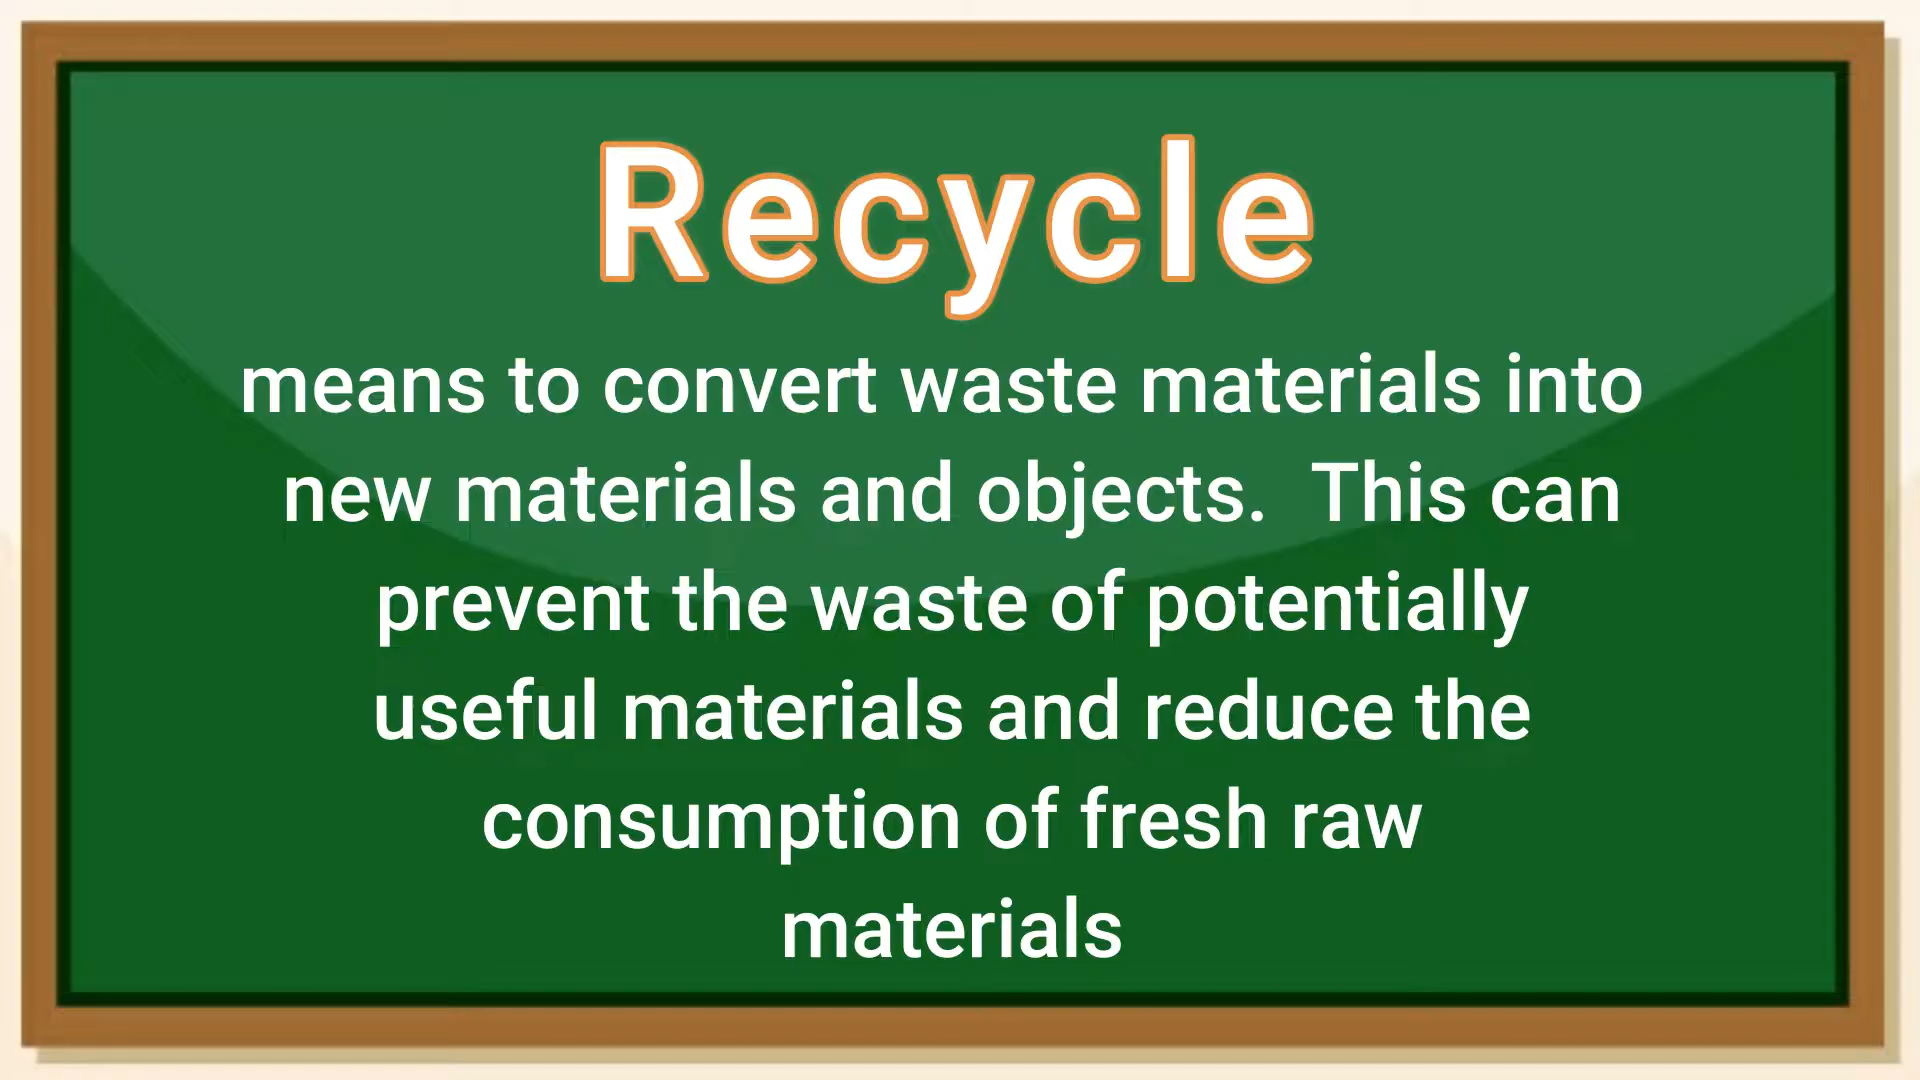 Recycle
means to convert waste materials into
new materials and objects.  This can
prevent the waste of potentially
useful materials and reduce the
consumption of fresh raw
materials